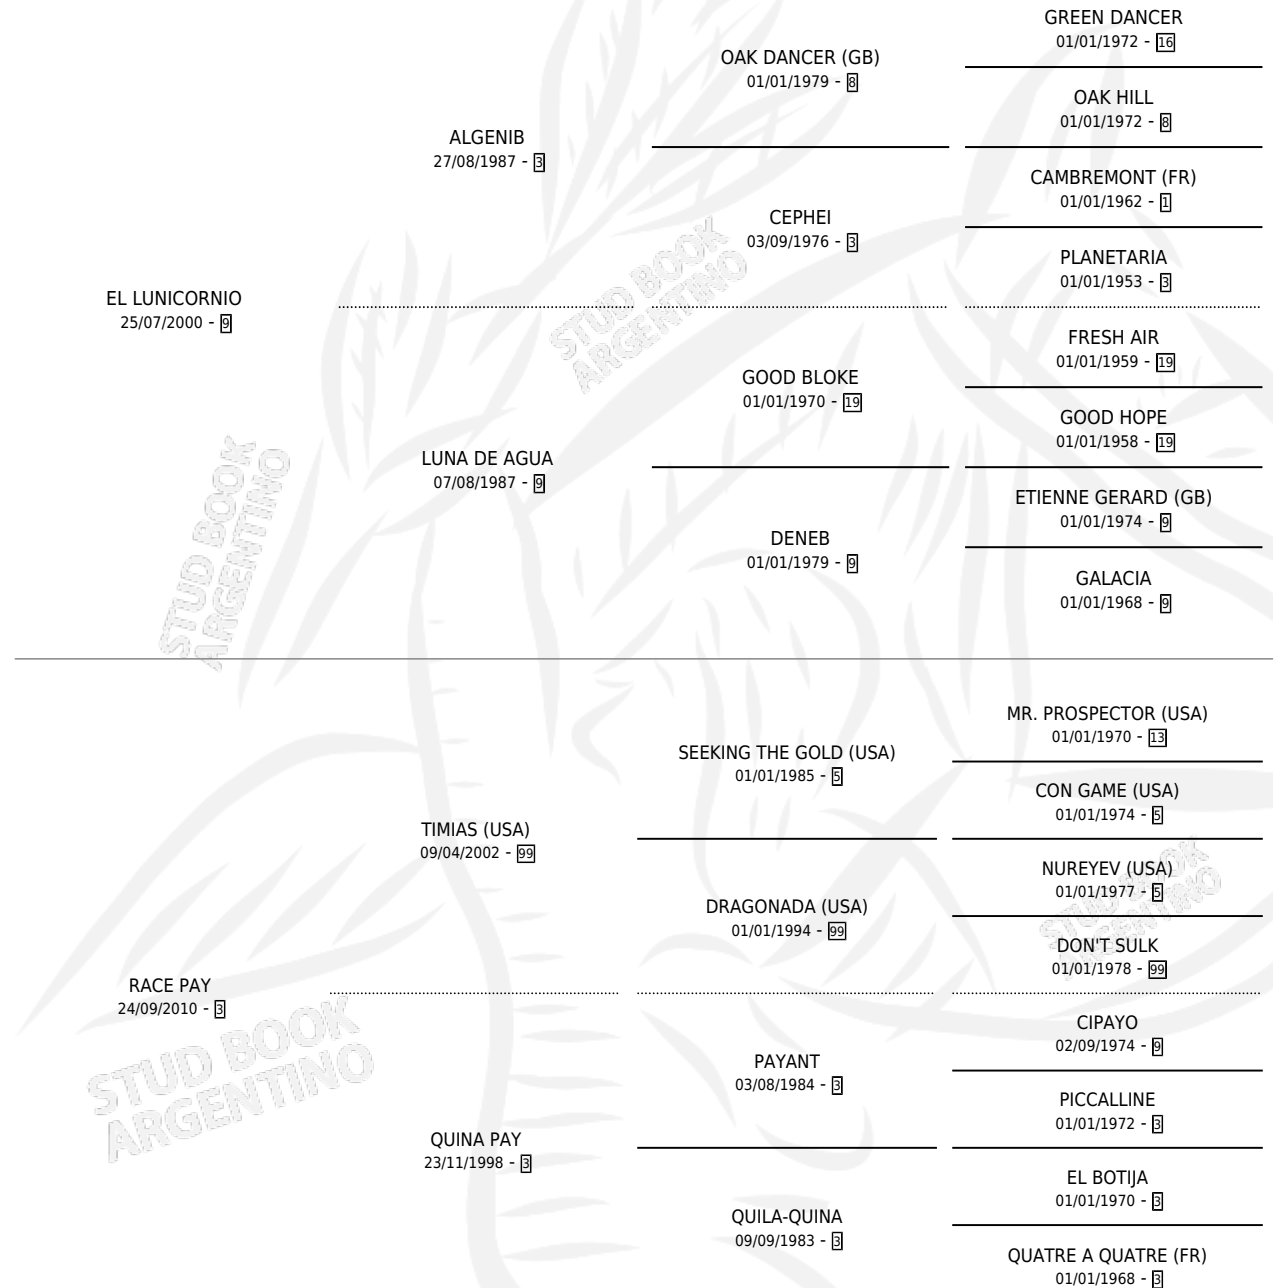 GREEN DANCER
01/01/1972 - 16
OAK DANCER (GB)
01/01/1979 - 8
OAK HILL
01/01/1972 - 8
ALGENIB
27/08/1987 - 3
CAMBREMONT (FR)
01/01/1962 - 1
CEPHEI
03/09/1976 - 3
PLANETARIA
01/01/1953 - 3
EL LUNICORNIO
25/07/2000 - 9
FRESH AIR
01/01/1959 - 19
GOOD BLOKE
01/01/1970 - 19
GOOD HOPE
01/01/1958 - 19
LUNA DE AGUA
07/08/1987 - 9
ETIENNE GERARD (GB)
01/01/1974 - 9
DENEB
01/01/1979 - 9
GALACIA
01/01/1968 - 9
STUD BOOK
ARGENTINO
STUD BOOK
ARGENTINO
MR. PROSPECTOR (USA)
01/01/1970 - 13
SEEKING THE GOLD (USA)
01/01/1985 - 5
CON GAME (USA)
01/01/1974 - 5
TIMIAS (USA)
09/04/2002 - 99
NUREYEV (USA)
01/01/1977 - 5
DRAGONADA (USA)
01/01/1994 - 99
DON'T SULK
01/01/1978 - 99
STUD BOOK
ARGENTINO
RACE PAY
24/09/2010 - 3
CIPAYO
02/09/1974 - 9
PAYANT
03/08/1984 - 3
PICCALLINE
01/01/1972 - 3
QUINA PAY
23/11/1998 - 3
EL BOTIJA
01/01/1970 - 3
QUILA-QUINA
09/09/1983 - 3
QUATRE A QUATRE (FR)
01/01/1968 - 3
STUD BOOK
ARGENTINO